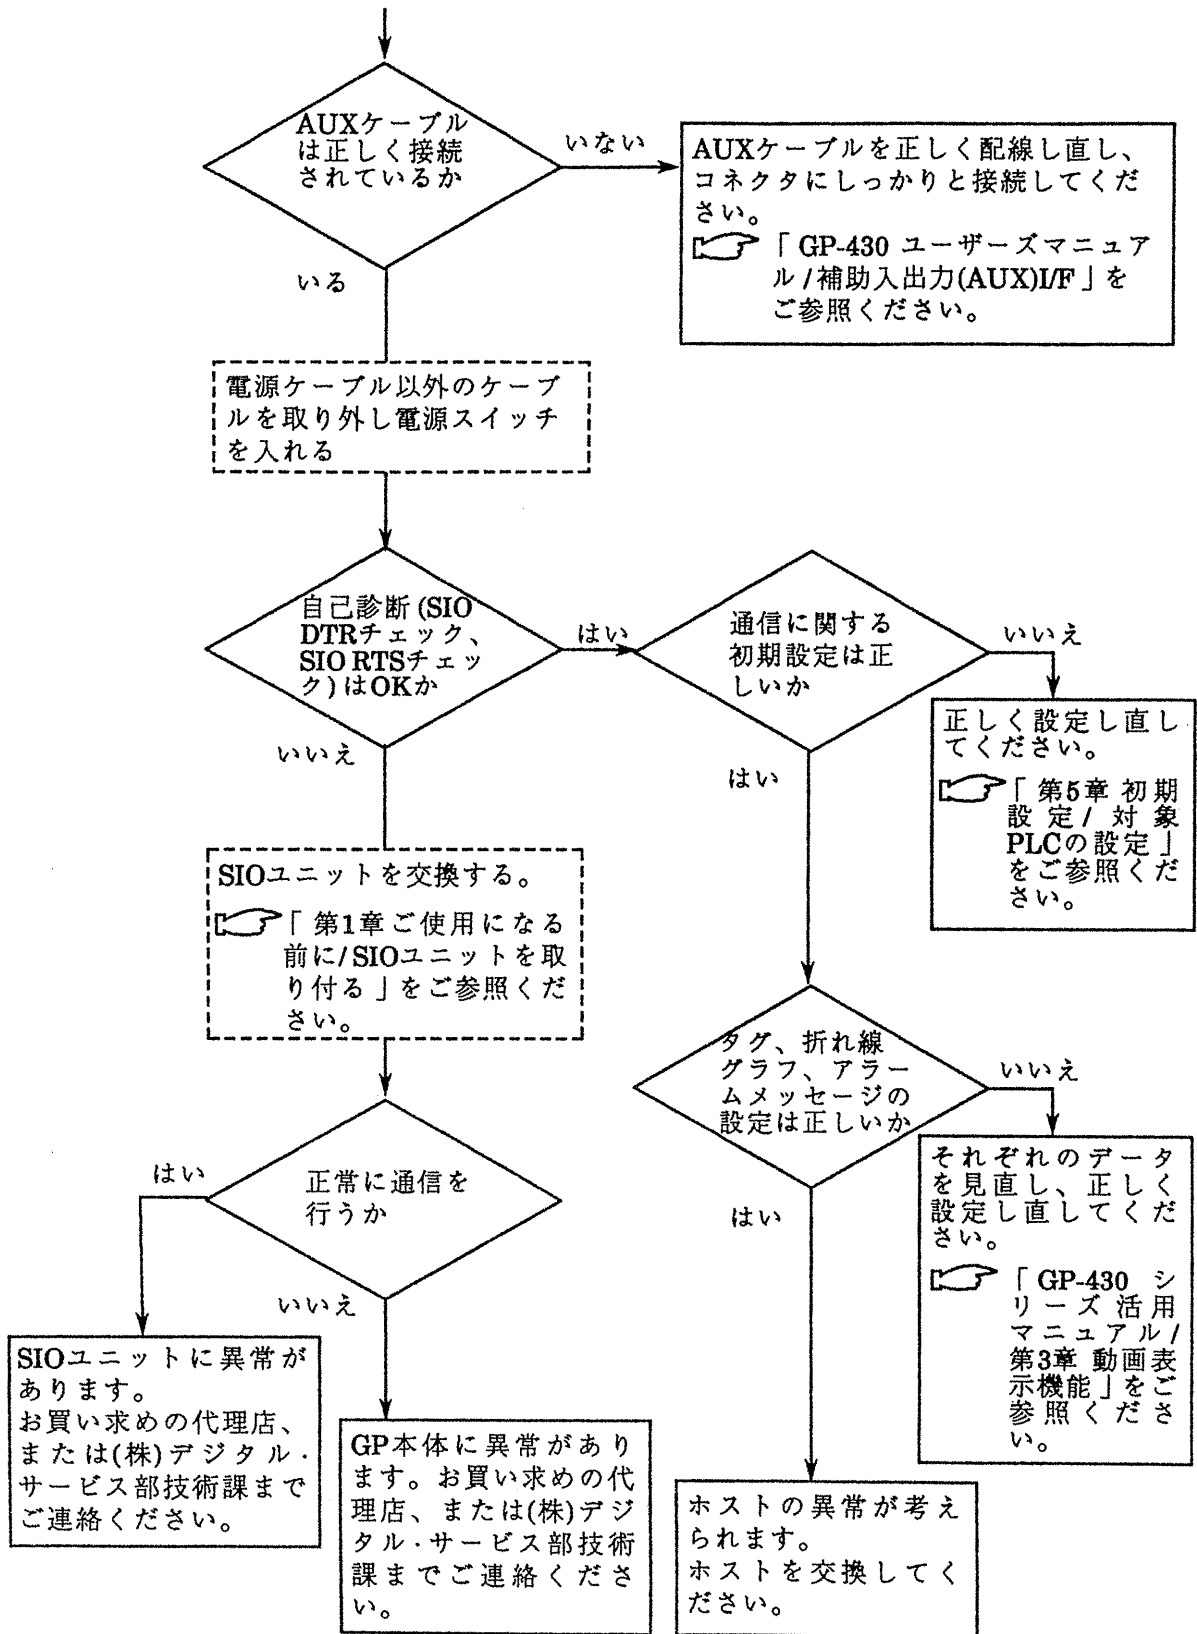 AUXケーブル
は正しく接続
されているか
いない
AUXケーブルを正しく配線し直し、
コネクタにしっかりと接続してくだ
さい。
「GP-430 ユーザーズマニュア
ル/補助入出力(AUX)I/F」を
ご参照ください。
いる
電源ケーブル以外のケーブ
ルを取り外し電源スイッチ
を入れる
自己診断(SIO
DTRチェック、
SIO RTSチェッ
ク)はOKか
はい
通信に関する
初期設定は正
しいか
いいえ
正しく設定し直し
てください。
「第5章 初期
設定/ 対象
PLCの設定」
をご参照くだ
さい。
いいえ
はい
SIOユニットを交換する。
「第1章ご使用になる
前に/SIOユニットを取
り付る」をご参照くだ
さい。
タグ、折れ線
グラフ、アラー
ムメッセージの
設定は正しいか
いいえ
それぞれのデータ
を見直し、正しく
設定し直してくだ
さい。
「GP-430 シ
リーズ活用
マニュアル/
第3章 動画表
示機能」をご
参照くださ
い。
はい
正常に通信を
行うか
はい
いいえ
SIOユニットに異常が
あります。
お買い求めの代理店、
または(株)デジタル・
サービス部技術課まで
ご連絡ください。
GP本体に異常があり
ます。お買い求めの代
理店、または(株)デジ
タル・サービス部技術
課までご連絡くださ
い。
ホストの異常が考え
られます。
ホストを交換してく
ださい。